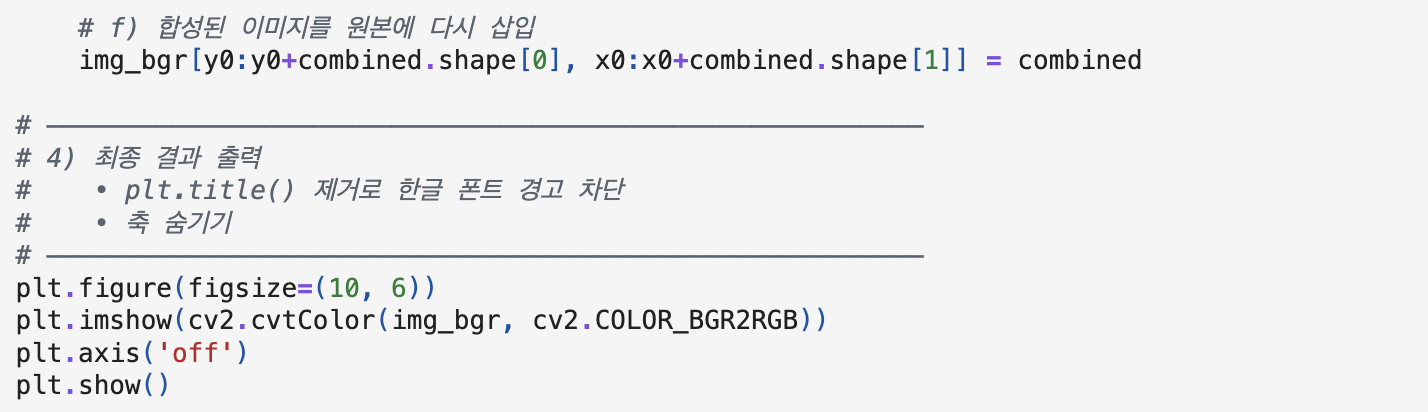 # f) 합성된 이미지를 원본에 다시 삽입
    img_bgr[y0:y0+combined.shape[0], x0:x0+combined.shape[1]] = combined

# ────────────────────────────────────────────────────────
# 4) 최종 결과 출력
#    • plt.title() 제거로 한글 폰트 경고 차단
#    • 축 숨기기
# ────────────────────────────────────────────────────────
plt.figure(figsize=(10, 6))
plt.imshow(cv2.cvtColor(img_bgr, cv2.COLOR_BGR2RGB))
plt.axis('off')
plt.show()